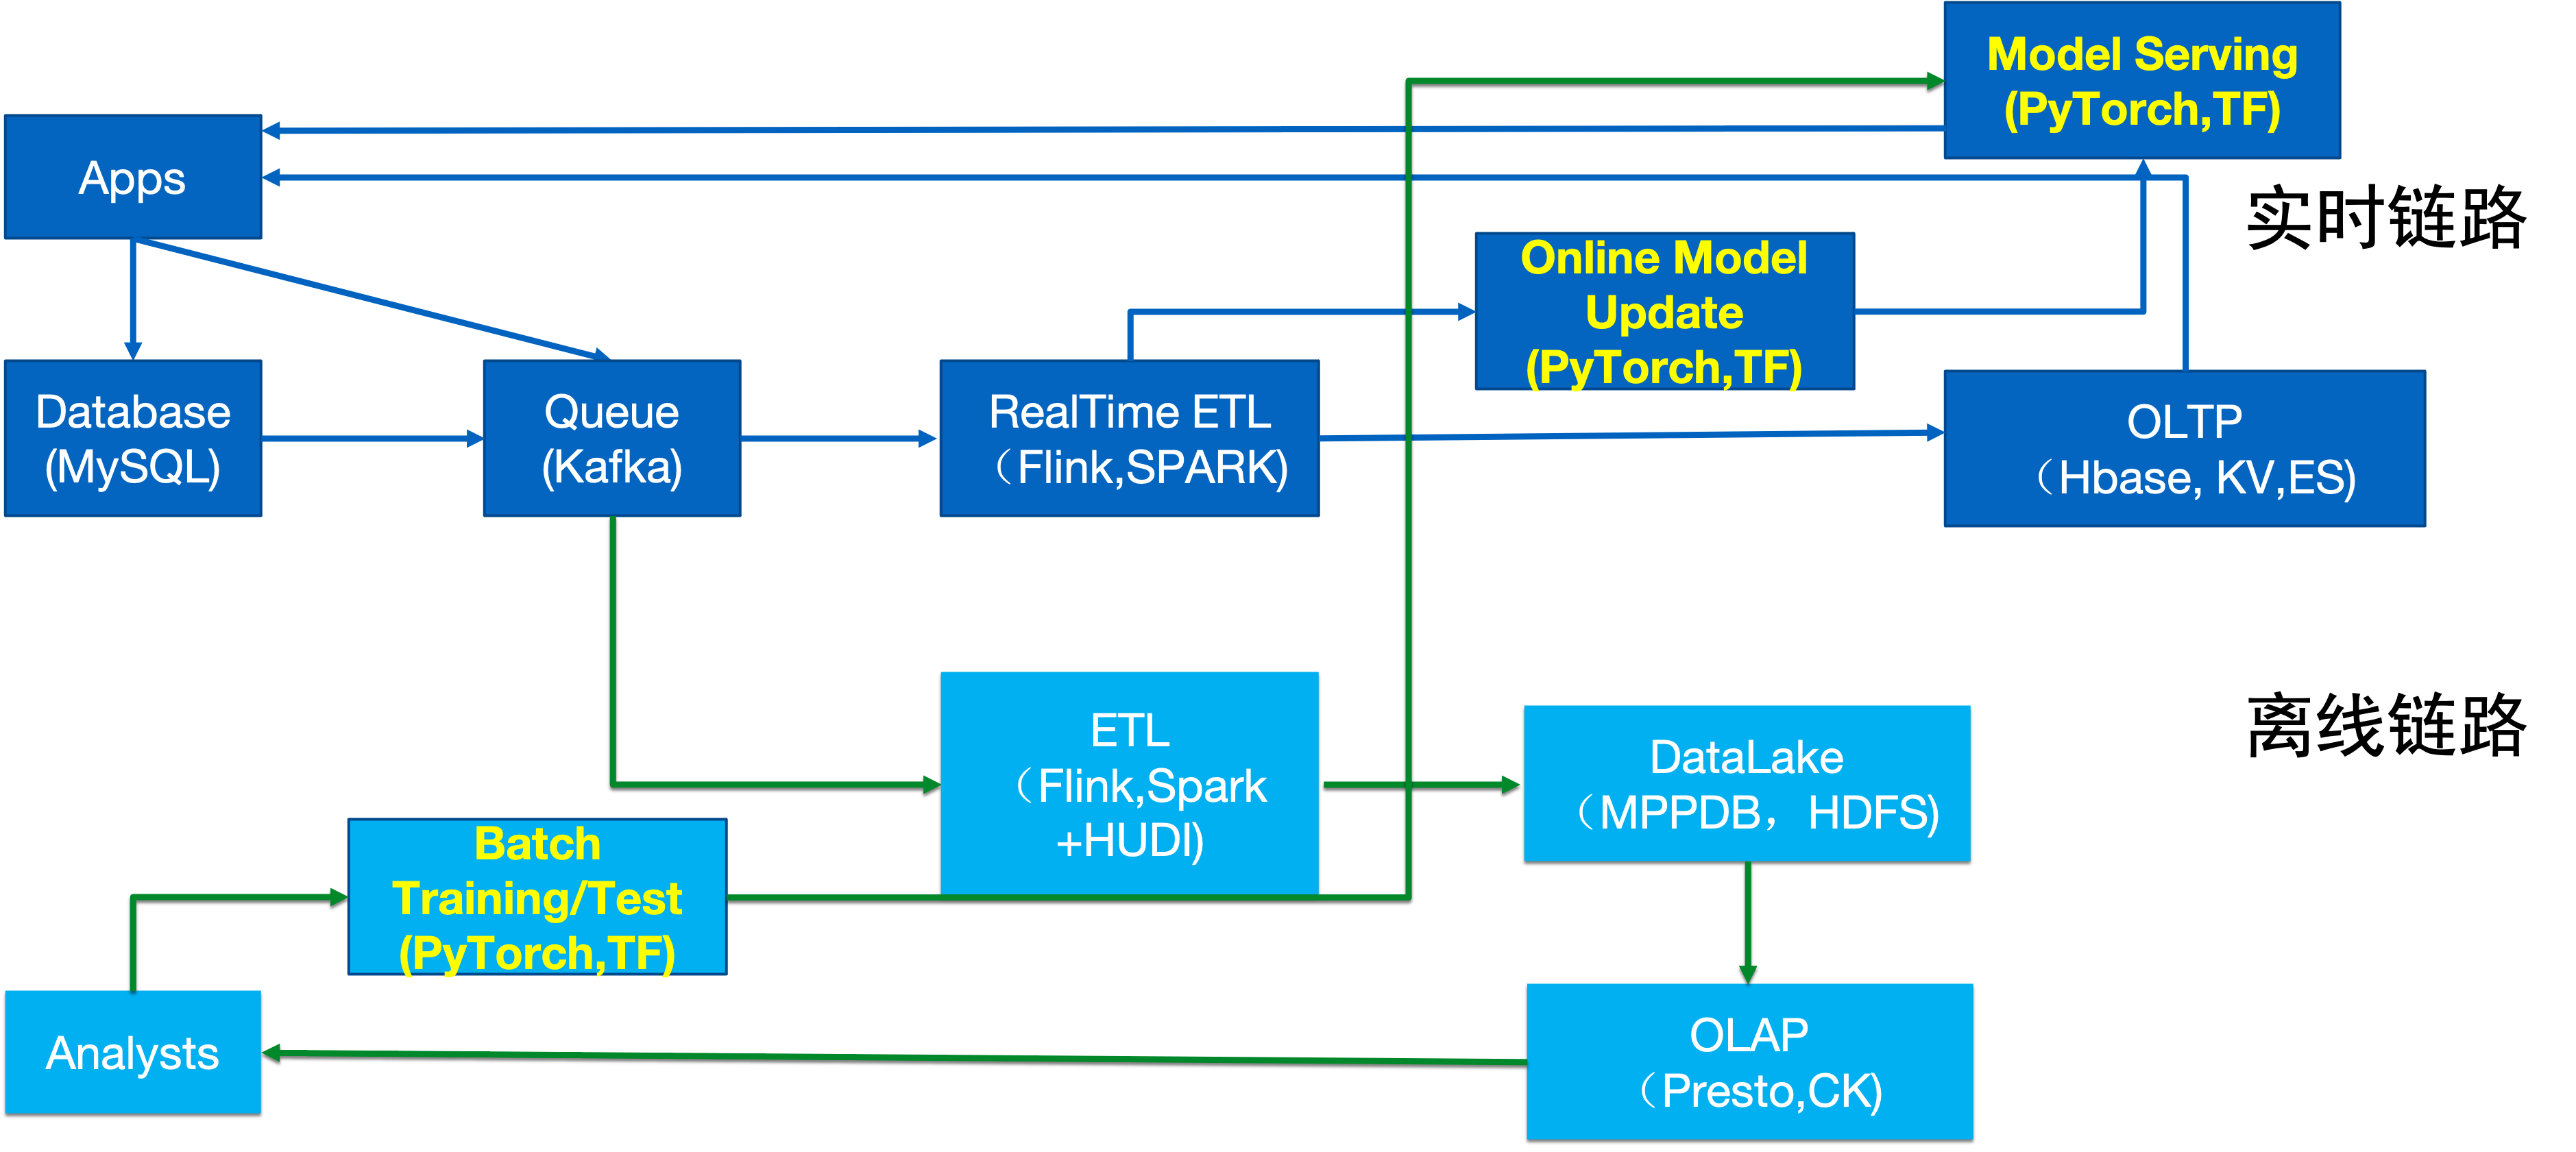 Model Serving
(PyTorch,TF)
Apps
实时链路
Online Model
Update
(PyTorch,TF)
Database
(MySQL)
Queue
(Kafka)
RealTime ETL
（Flink,SPARK)
OLTP
（Hbase, KV,ES)
离线链路
ETL
（Flink,Spark
+HUDI)
DataLake
（MPPDB，HDFS)
Batch
Training/Test
(PyTorch,TF)
Analysts
OLAP
（Presto,CK)